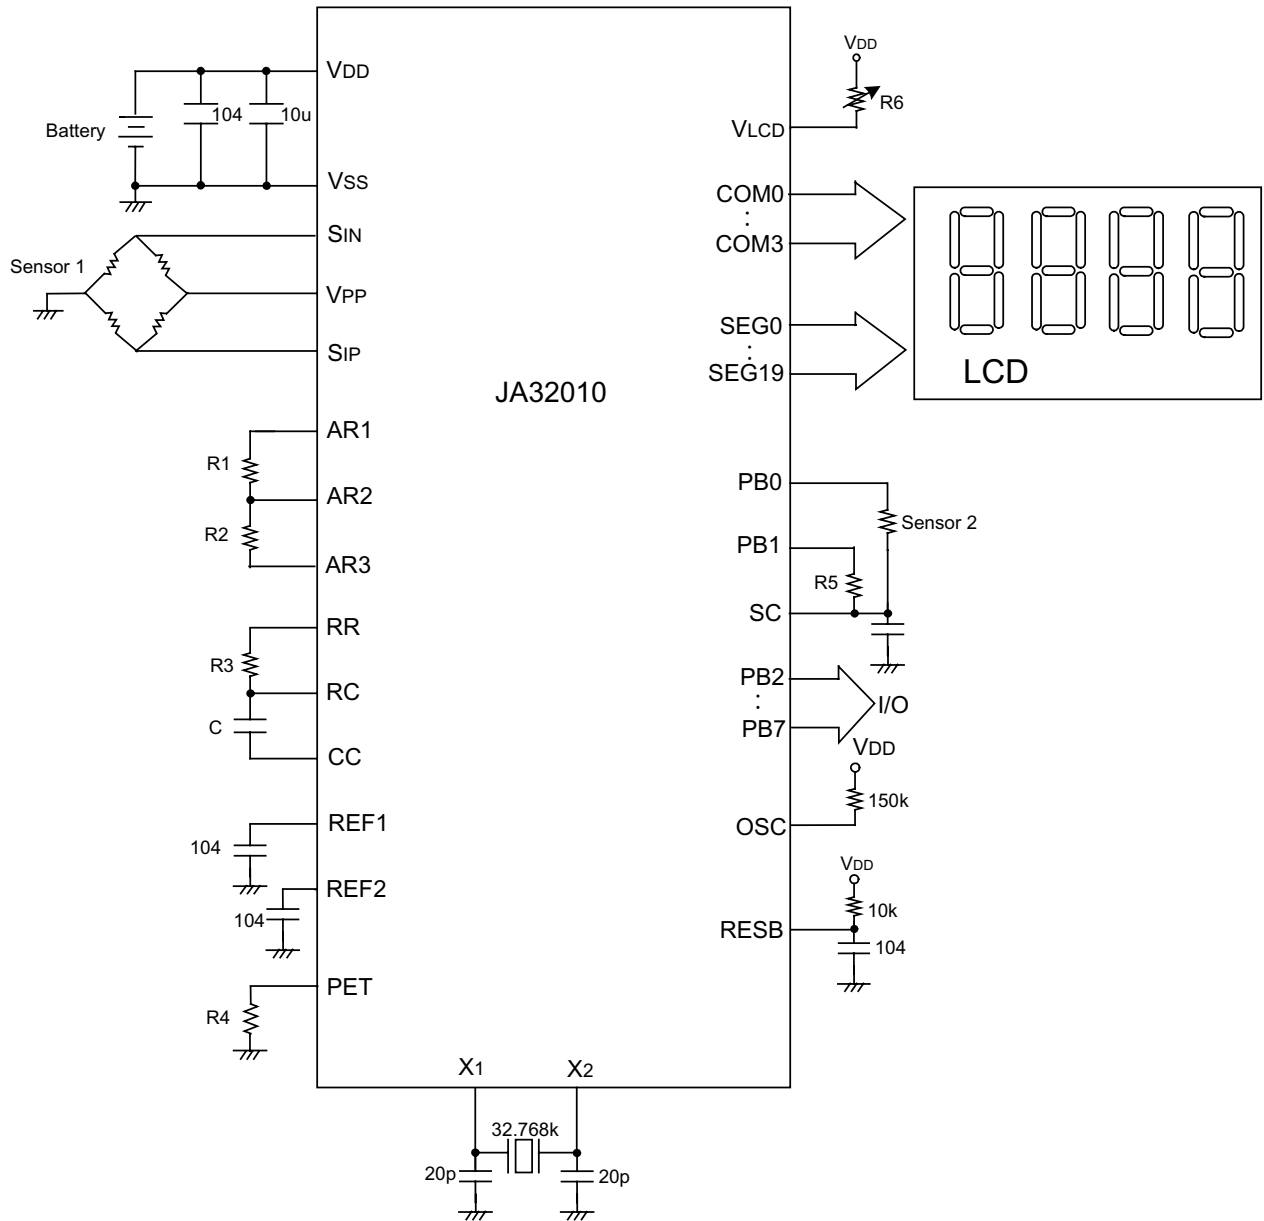 VDD
104
10u
Battery
VSS
SIN
Sensor 1
VPP
SIP
AR1
R1
AR2
R2
AR3
RR
R3
RC
C
CC
REF1
104
REF2
104
PET
R4
JA32010
X1
X2
32.768k
20p
20p
VDD
R6
VLCD
COM0
COM3
SEG0
SEG19
LCD
PB0
Sensor 2
PB1
R5
SC
PB2
I/O
PB7
VDD
150k
OSC
VDD
10k
RESB
104